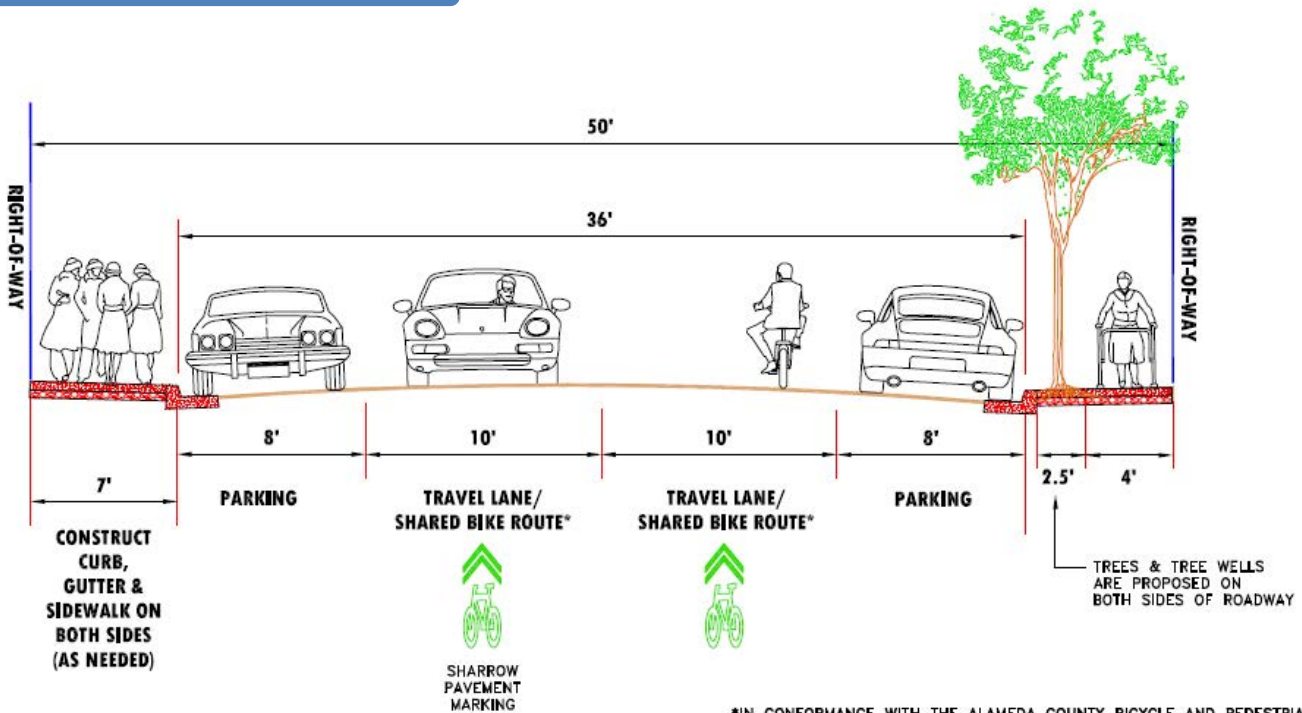 50'
RIGHT-OF-WAY
RIGHT-OF-WAY
36'
8'
10'
10'
8'
7'
2.5'
4'
PARKING
TRAVEL LANE/
SHARED BIKE ROUTE*
TRAVEL LANE/
SHARED BIKE ROUTE*
PARKING
CONSTRUCT
CURB,
GUTTER &
SIDEWALK ON
BOTH SIDES
(AS NEEDED)
TREES & TREE WELLS
ARE PROPOSED ON
BOTH SIDES OF ROADWAY
SHARROW
PAVEMENT
MARKING
*IN CONFORMANCE WITH THE ALAMEDA COUNTY BICYCLE AND